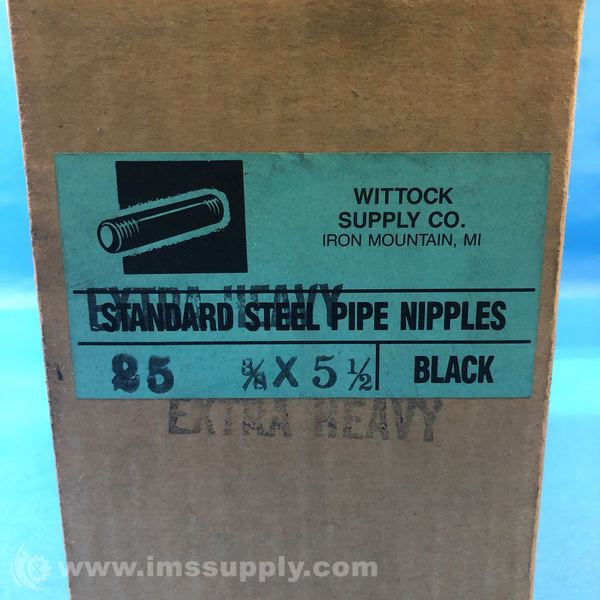 WITTOCK
SUPPLY CO.
IRON MOUNTAIN, MI
EXTRA HEAVY
STANDARD STEEL PIPE NIPPLES
25 3/8 X 5 1/2 BLACK
EXTRA HEAVY
www.imssupply.com